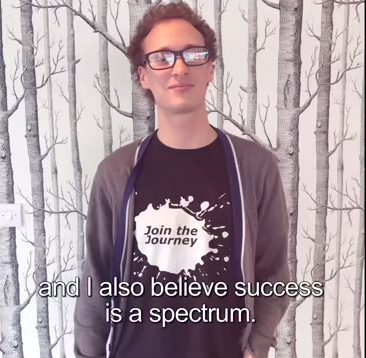 Join the
Journey
and I also believe success
is a spectrum.